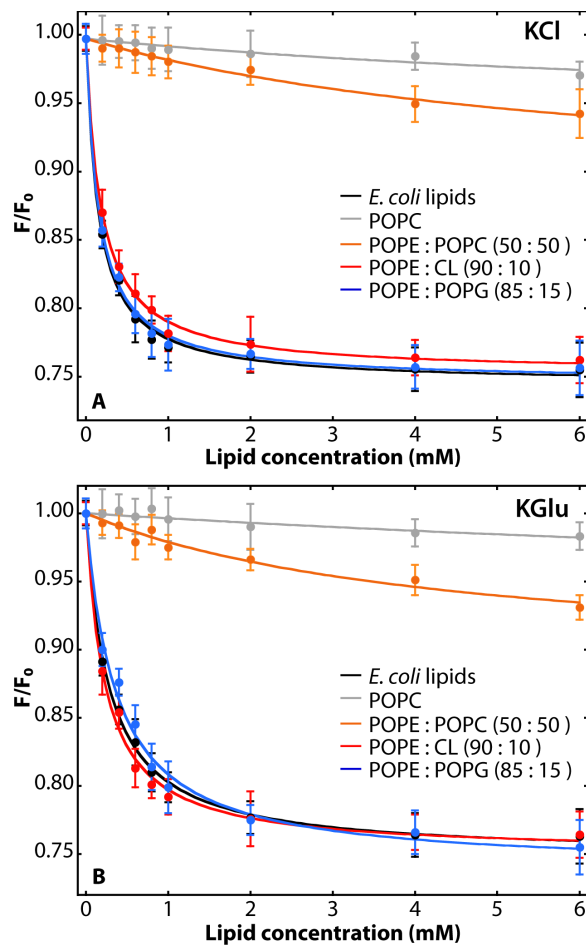 KCl
1.00
0.95
0.90
F/F₀
0.85
0.80
0.75
E. coli lipids
POPC
POPE : POPC (50 : 50 )
POPE : CL (90 : 10 )
POPE : POPG (85 : 15 )
A
0 1 2 3 4 5 6
Lipid concentration (mM)
KGlu
1.00
0.95
0.90
F/F₀
0.85
0.80
0.75
E. coli lipids
POPC
POPE : POPC (50 : 50 )
POPE : CL (90 : 10 )
POPE : POPG (85 : 15 )
B
0 1 2 3 4 5 6
Lipid concentration (mM)